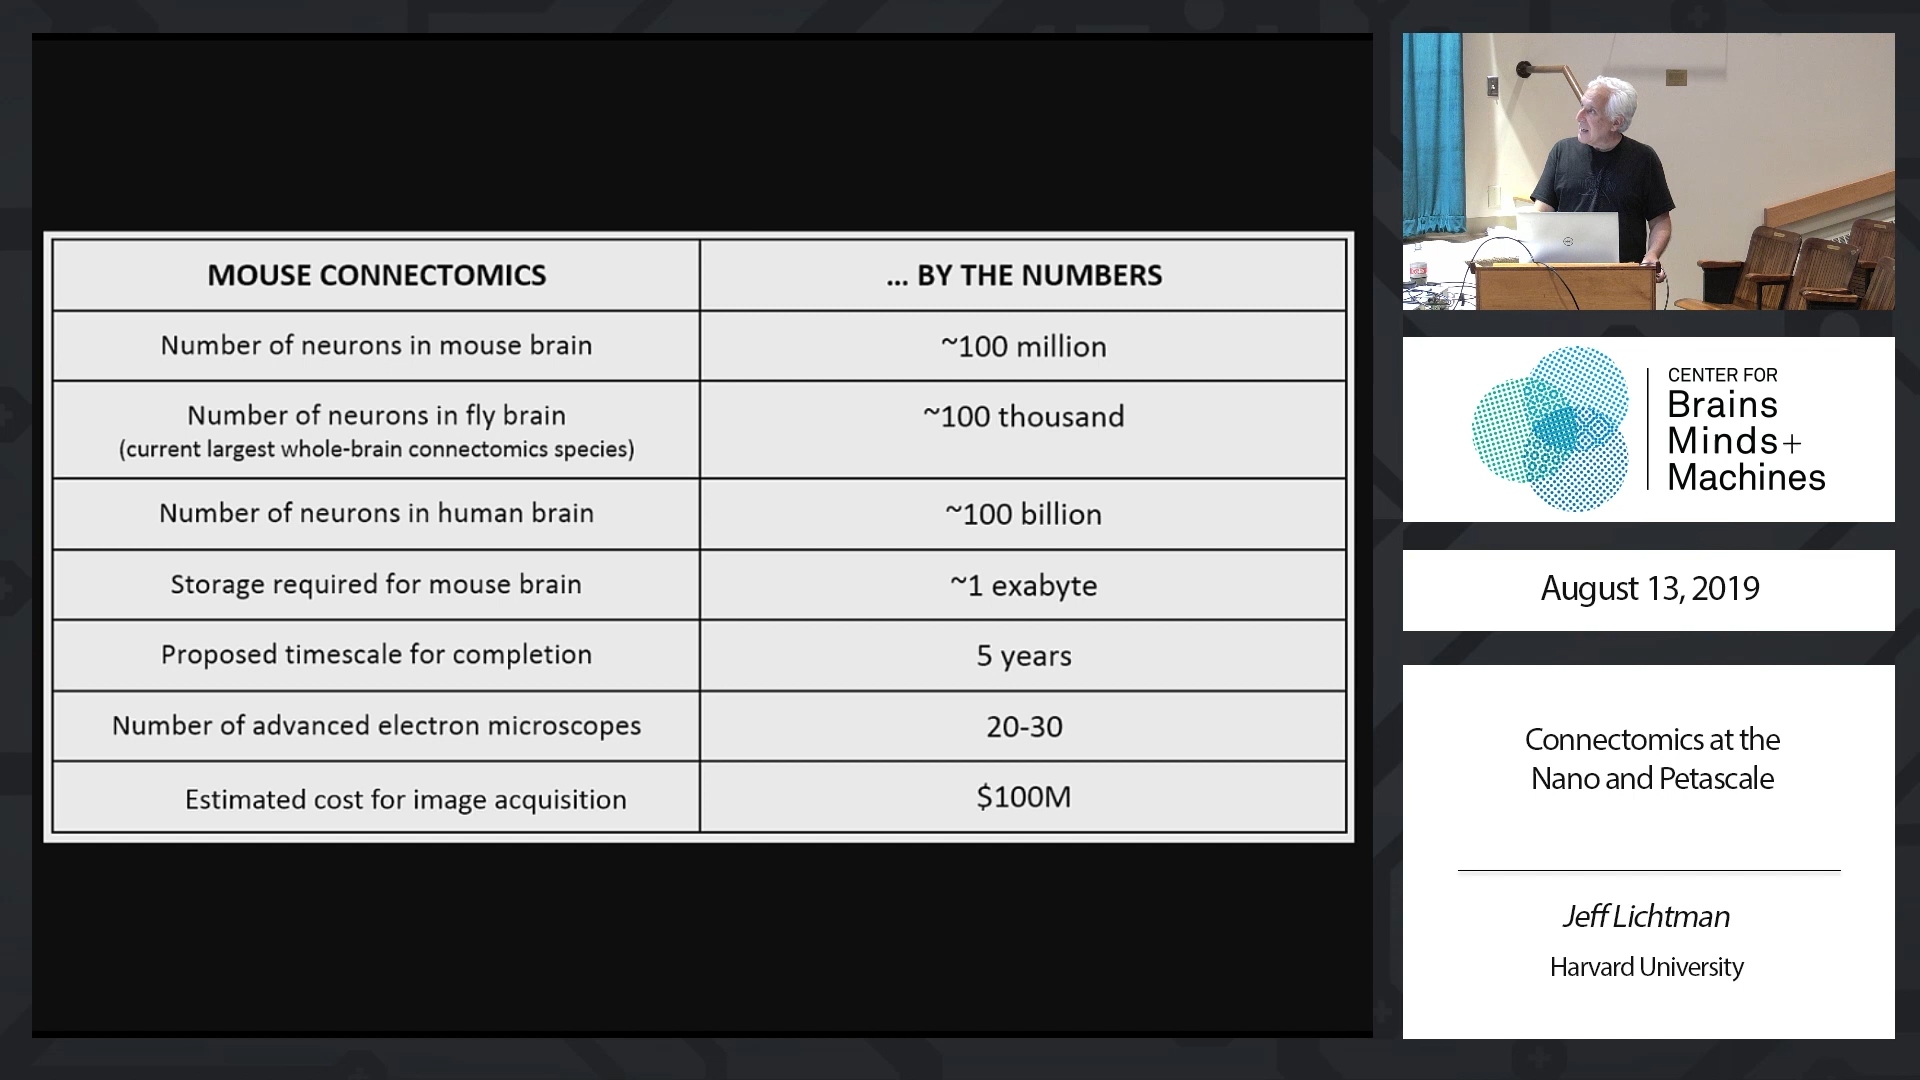 MOUSE CONNECTOMICS
... BY THE NUMBERS
Number of neurons in mouse brain
~100 million
Number of neurons in fly brain
(current largest whole-brain connectomics species)
~100 thousand
Number of neurons in human brain
~100 billion
Storage required for mouse brain
~1 exabyte
Proposed timescale for completion
5 years
Number of advanced electron microscopes
20-30
Estimated cost for image acquisition
$100M
CENTER FOR
Brains
Minds+
Machines
August 13, 2019
Connectomics at the
Nano and Petascale
Jeff Lichtman
Harvard University